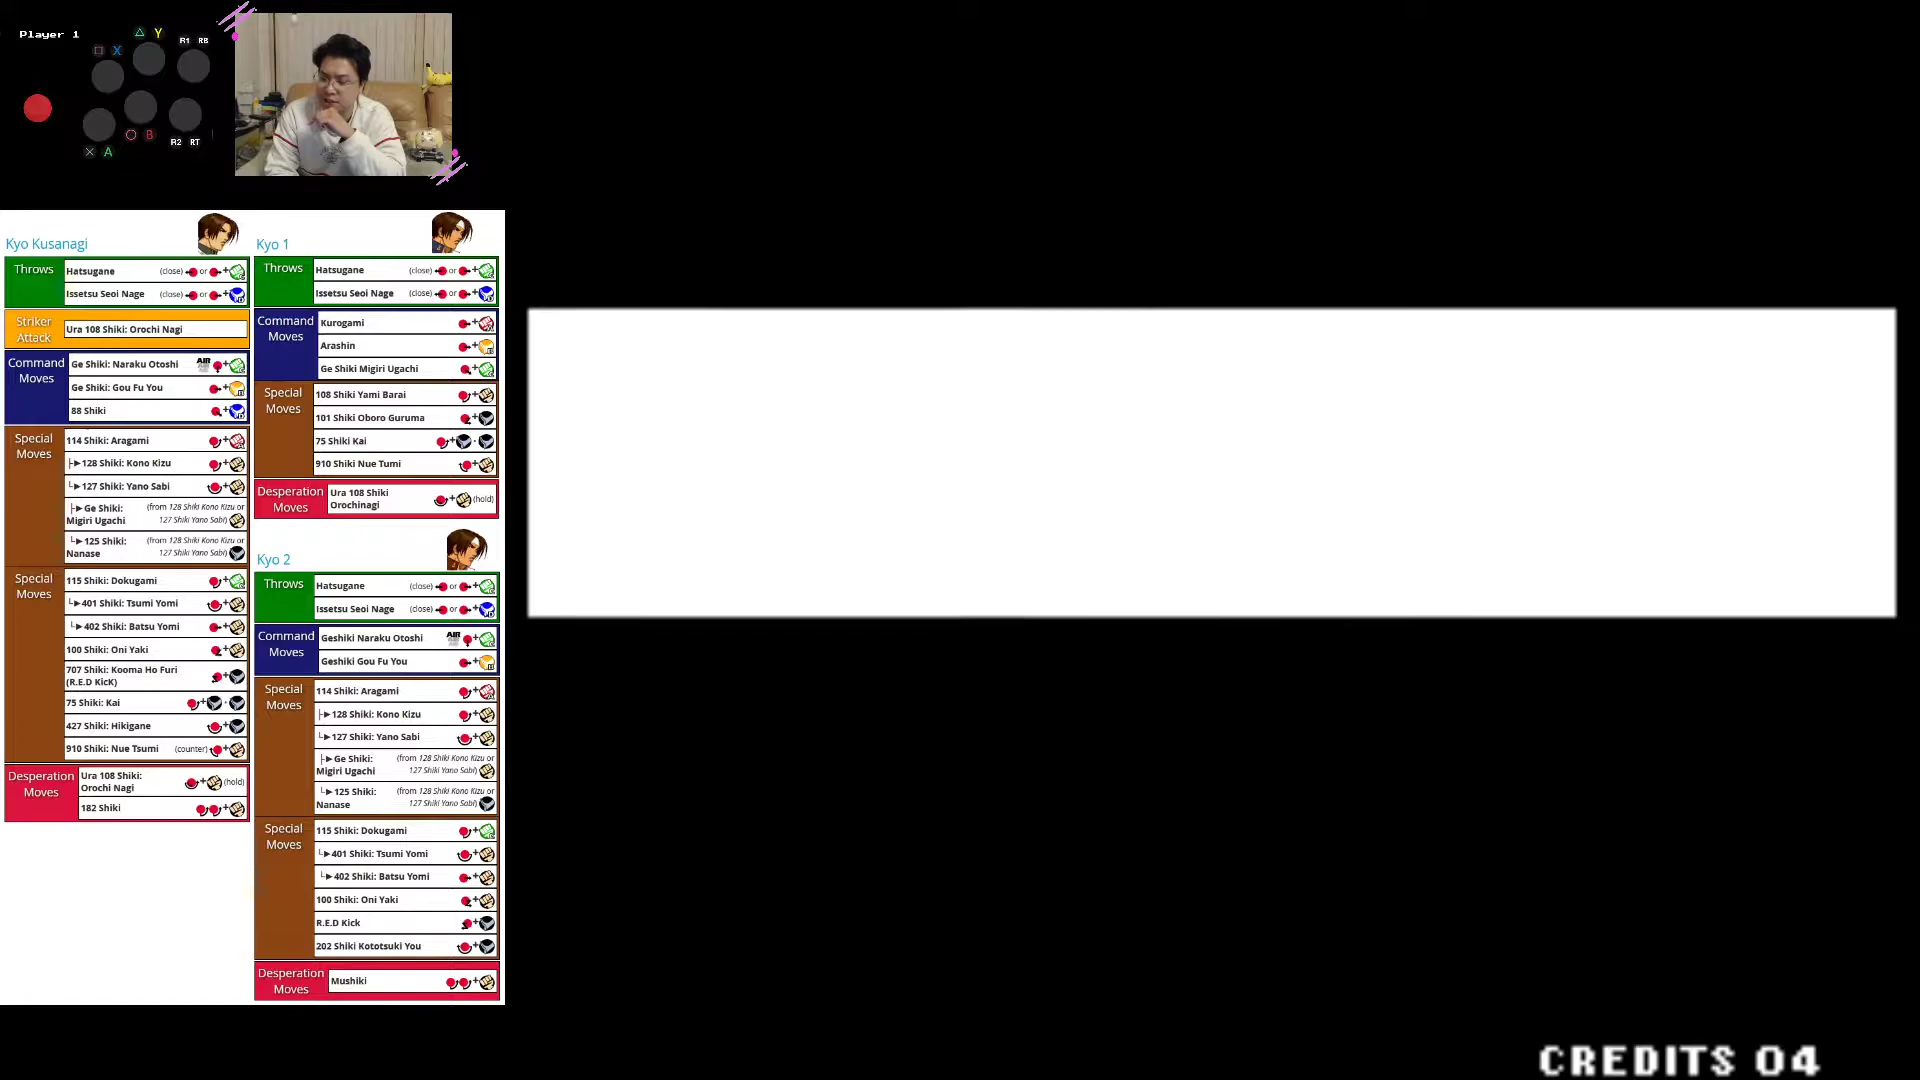 Player 1
△ Y
□ X
R1 RB
○ B
R2 RT
× A
Kyo Kusanagi
Throws
Hatsugane (close) or + C
Issetsu Seoi Nage (close) or + D
Striker Attack
Ura 108 Shiki: Orochi Nagi
Command Moves
Ge Shiki: Naraku Otoshi AIR + C
Ge Shiki: Gou Fu You +
88 Shiki + D
Special Moves
114 Shiki: Aragami +
128 Shiki: Kono Kizu +
127 Shiki: Yano Sabi +
Ge Shiki: Migiri Ugachi (from 128 Shiki Kono Kizu or 127 Shiki Yano Sabi)
125 Shiki: Nanase (from 128 Shiki Kono Kizu or 127 Shiki Yano Sabi)
Special Moves
115 Shiki: Dokugami +
401 Shiki: Tsumi Yomi +
402 Shiki: Batsu Yomi +
100 Shiki: Oni Yaki +
707 Shiki: Kooma Ho Furi (R.E.D KicK) +
75 Shiki: Kai +
427 Shiki: Hikigane +
910 Shiki: Nue Tsumi (counter) +
Desperation Moves
Ura 108 Shiki: Orochi Nagi + (hold)
182 Shiki +
Kyo 1
Throws
Hatsugane (close) or + C
Issetsu Seoi Nage (close) or + D
Command Moves
Kurogami +
Arashin +
Ge Shiki Migiri Ugachi +
Special Moves
108 Shiki Yami Barai +
101 Shiki Oboro Guruma +
75 Shiki Kai +
910 Shiki Nue Tumi +
Desperation Moves
Ura 108 Shiki Orochinagi + (hold)
Kyo 2
Throws
Hatsugane (close) or + C
Issetsu Seoi Nage (close) or + D
Command Moves
Geshiki Naraku Otoshi AIR + C
Geshiki Gou Fu You +
Special Moves
114 Shiki: Aragami +
128 Shiki: Kono Kizu +
127 Shiki: Yano Sabi +
Ge Shiki: Migiri Ugachi (from 128 Shiki Kono Kizu or 127 Shiki Yano Sabi)
125 Shiki: Nanase (from 128 Shiki Kono Kizu or 127 Shiki Yano Sabi)
Special Moves
115 Shiki: Dokugami +
401 Shiki: Tsumi Yomi +
402 Shiki: Batsu Yomi +
100 Shiki: Oni Yaki +
R.E.D Kick +
202 Shiki Kototsuki You +
Desperation Moves
Mushiki +
CREDITS 04